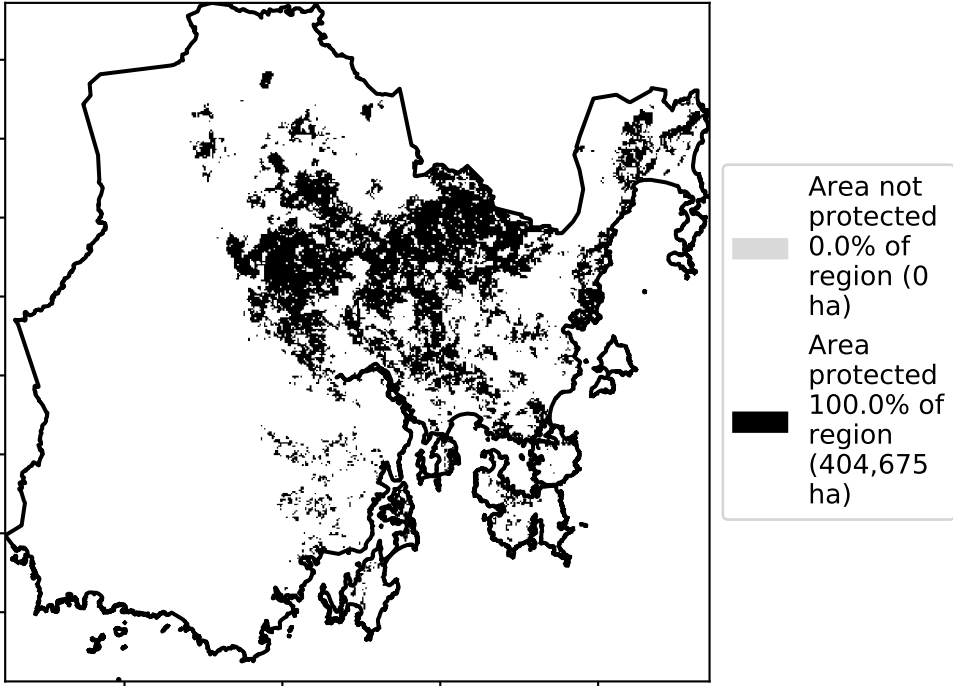 Area not
protected
0.0% of
region (0
ha)
Area
protected
100.0% of
region
(404,675
ha)